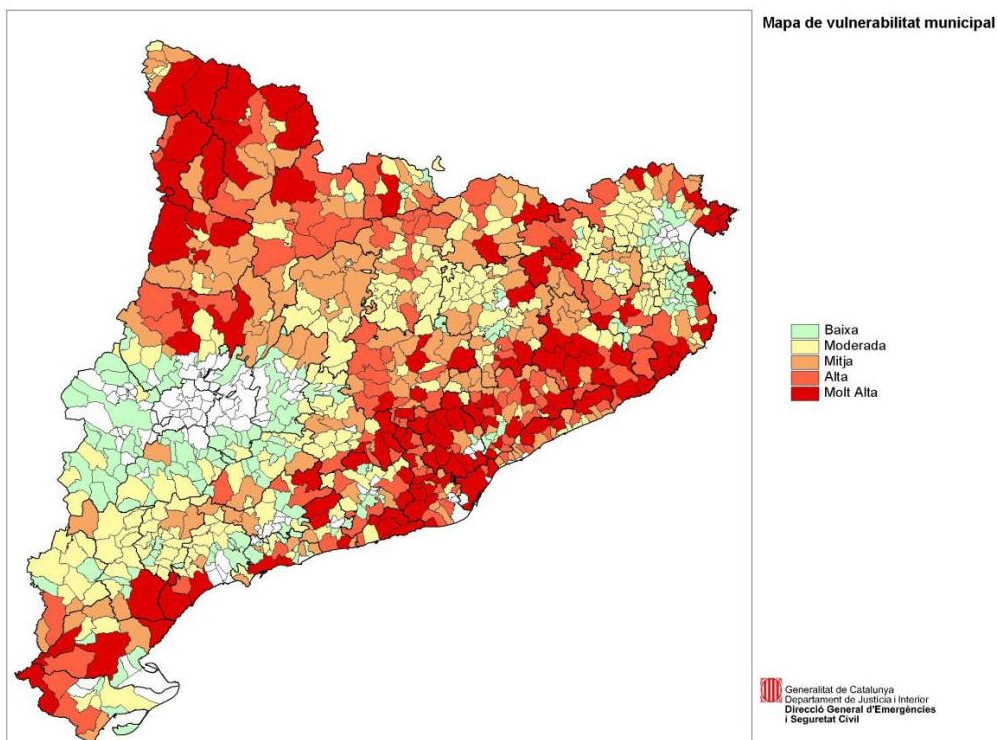 Mapa de vulnerabilitat municipal
Baixa
Moderada
Mitja
Alta
Molt Alta
Generalitat de Catalunya
Departament de Justícia i Interior
Direcció General d'Emergències
i Seguretat Civil